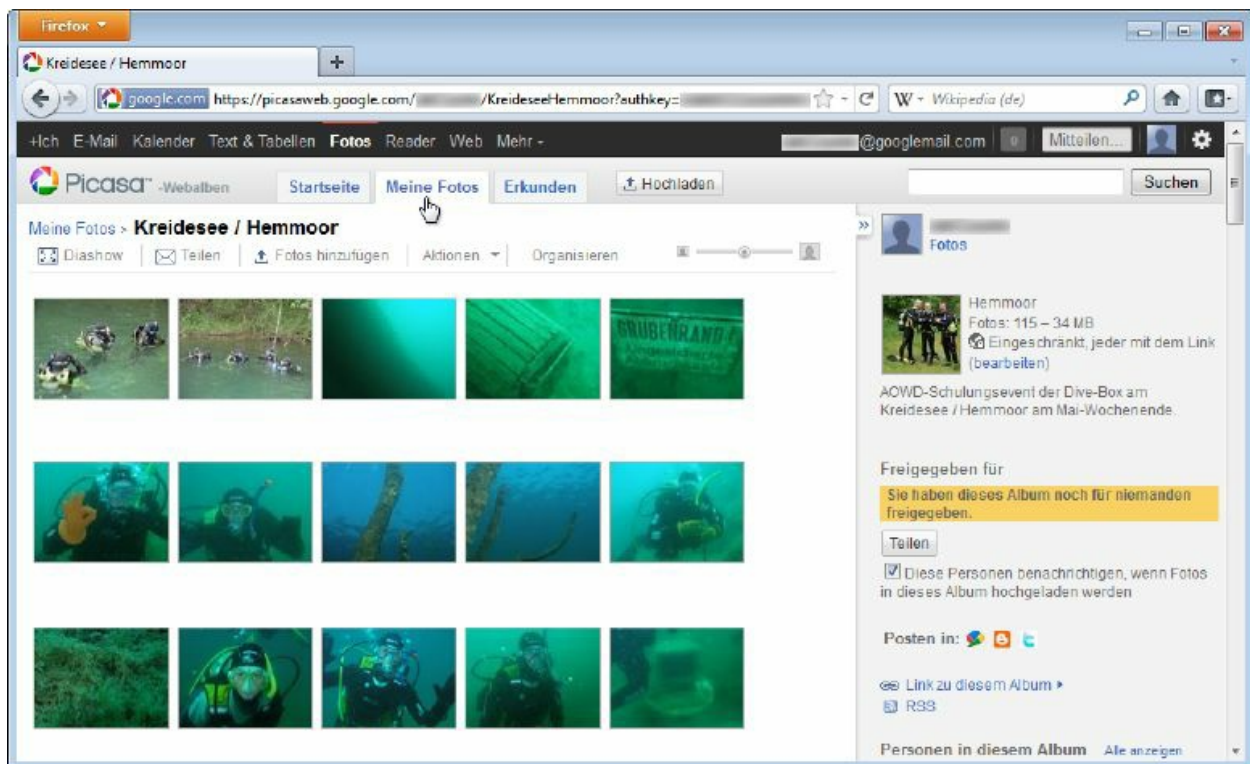 Firefox
Kreidesee / Hemmoor
google.com https://picasaweb.google.com/ /KreideseeHemmoor?authkey=
W - Wikipedia (de)
+Ich E-Mail Kalender Text & Tabellen Fotos Reader Web Mehr
@googlemail.com 0 Mitteilen...
Picasa™ -Webalben Startseite Meine Fotos Erkunden Hochladen Suchen
Meine Fotos > Kreidesee / Hemmoor
Diashow Teilen Fotos hinzufügen Aktionen Organisieren
GRUBENRAND
»
Fotos
Hemmoor
Fotos: 115 – 34 MB
Eingeschränkt, jeder mit dem Link
(bearbeiten)
AOWD-Schulungsevent der Dive-Box am
Kreidesee / Hemmoor am Mai-Wochenende.
Freigegeben für
Sie haben dieses Album noch für niemanden
freigegeben.
Teilen
Diese Personen benachrichtigen, wenn Fotos
in dieses Album hochgeladen werden
Posten in:
Link zu diesem Album
RSS
Personen in diesem Album Alle anzeigen